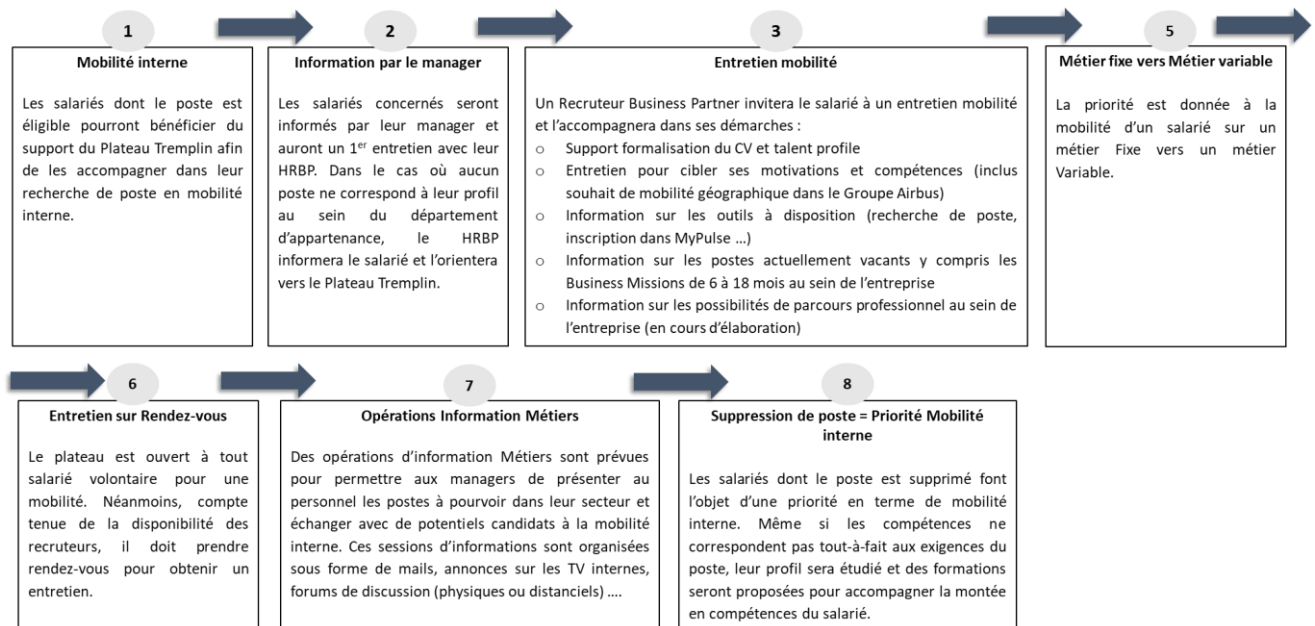 1
Mobilité interne
Les salariés dont le poste est
éligible pourront bénéficier du
support du Plateau Tremplin afin
de les accompagner dans leur
recherche de poste en mobilité
interne.
2
Information par le manager
Les salariés concernés seront
informés par leur manager et
auront un 1er entretien avec leur
HRBP. Dans le cas où aucun
poste ne correspond à leur profil
au sein du département
d’appartenance, le HRBP
informera le salarié et l’orientera
vers le Plateau Tremplin.
3
Entretien mobilité
Un Recruteur Business Partner invitera le salarié à un entretien mobilité
et l’accompagnera dans ses démarches :
o Support formalisation du CV et talent profile
o Entretien pour cibler ses motivations et compétences (inclus
souhait de mobilité géographique dans le Groupe Airbus)
o Information sur les outils à disposition (recherche de poste,
inscription dans MyPulse …)
o Information sur les postes actuellement vacants y compris les
Business Missions de 6 à 18 mois au sein de l’entreprise
o Information sur les possibilités de parcours professionnel au sein de
l’entreprise (en cours d’élaboration)
5
Métier fixe vers Métier variable
La priorité est donnée à la
mobilité d’un salarié sur un
métier Fixe vers un métier
Variable.
6
Entretien sur Rendez-vous
Le plateau est ouvert à tout
salarié volontaire pour une
mobilité. Néanmoins, compte
tenue de la disponibilité des
recruteurs, il doit prendre
rendez-vous pour obtenir un
entretien.
7
Opérations Information Métiers
Des opérations d’information Métiers sont prévues
pour permettre aux managers de présenter au
personnel les postes à pourvoir dans leur secteur et
échanger avec de potentiels candidats à la mobilité
interne. Ces sessions d’informations sont organisées
sous forme de mails, annonces sur les TV internes,
forums de discussion (physiques ou distanciels) ….
8
Suppression de poste = Priorité Mobilité
interne
Les salariés dont le poste est supprimé font
l’objet d’une priorité en terme de mobilité
interne. Même si les compétences ne
correspondent pas tout-à-fait aux exigences du
poste, leur profil sera étudié et des formations
seront proposées pour accompagner la montée
en compétences du salarié.